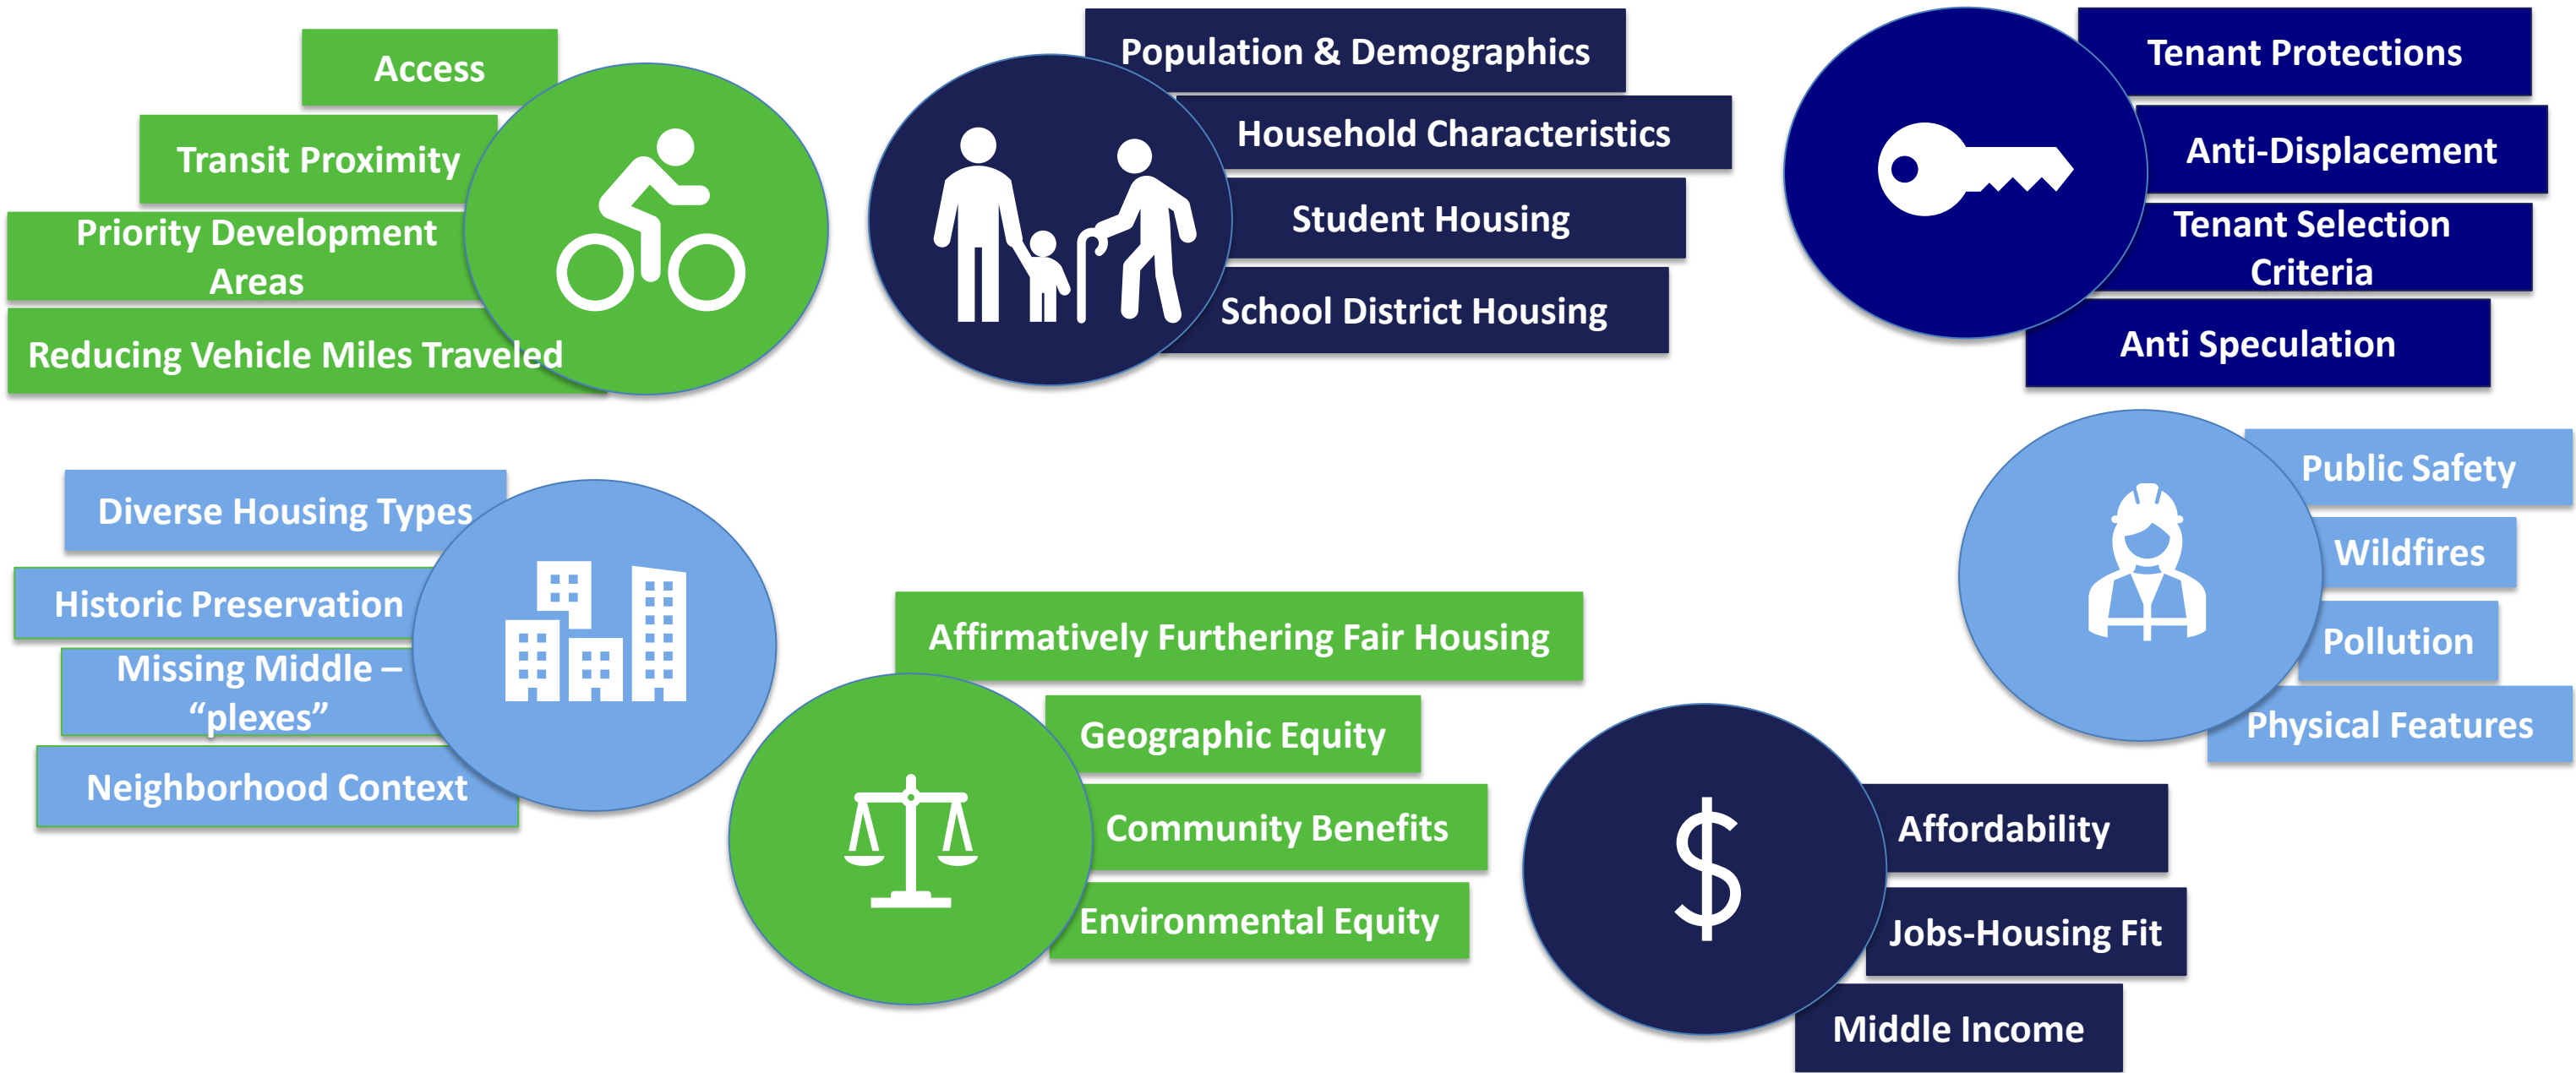 Access
Transit Proximity
Priority Development
Areas
Reducing Vehicle Miles Traveled
Population & Demographics
Household Characteristics
Student Housing
School District Housing
Tenant Protections
Anti-Displacement
Tenant Selection
Criteria
Anti Speculation
Diverse Housing Types
Historic Preservation
Missing Middle –
“plexes”
Neighborhood Context
Affirmatively Furthering Fair Housing
Geographic Equity
Community Benefits
Environmental Equity
$
Affordability
Jobs-Housing Fit
Middle Income
Public Safety
Wildfires
Pollution
Physical Features